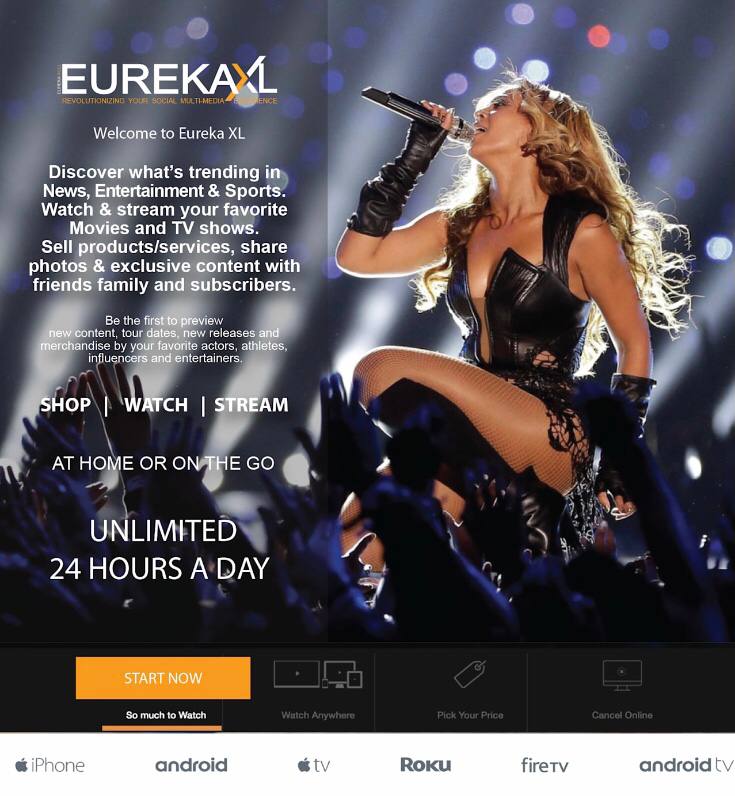 EUREKAXL
REVOLUTIONIZING YOUR SOCIAL MULTI-MEDIA EXPERIENCE
Welcome to Eureka XL
Discover what's trending in
News, Entertainment & Sports.
Watch & stream your favorite
Movies and TV shows.
Sell products/services, share
photos & exclusive content with
friends family and subscribers.
Be the first to preview
new content, tour dates, new releases and
merchandise by your favorite actors, athletes,
influencers and entertainers.
SHOP | WATCH | STREAM
AT HOME OR ON THE GO
UNLIMITED
24 HOURS A DAY
START NOW
So much to Watch Watch Anywhere Pick Your Price Cancel Online
iPhone android tv ROKU fireTV android tv